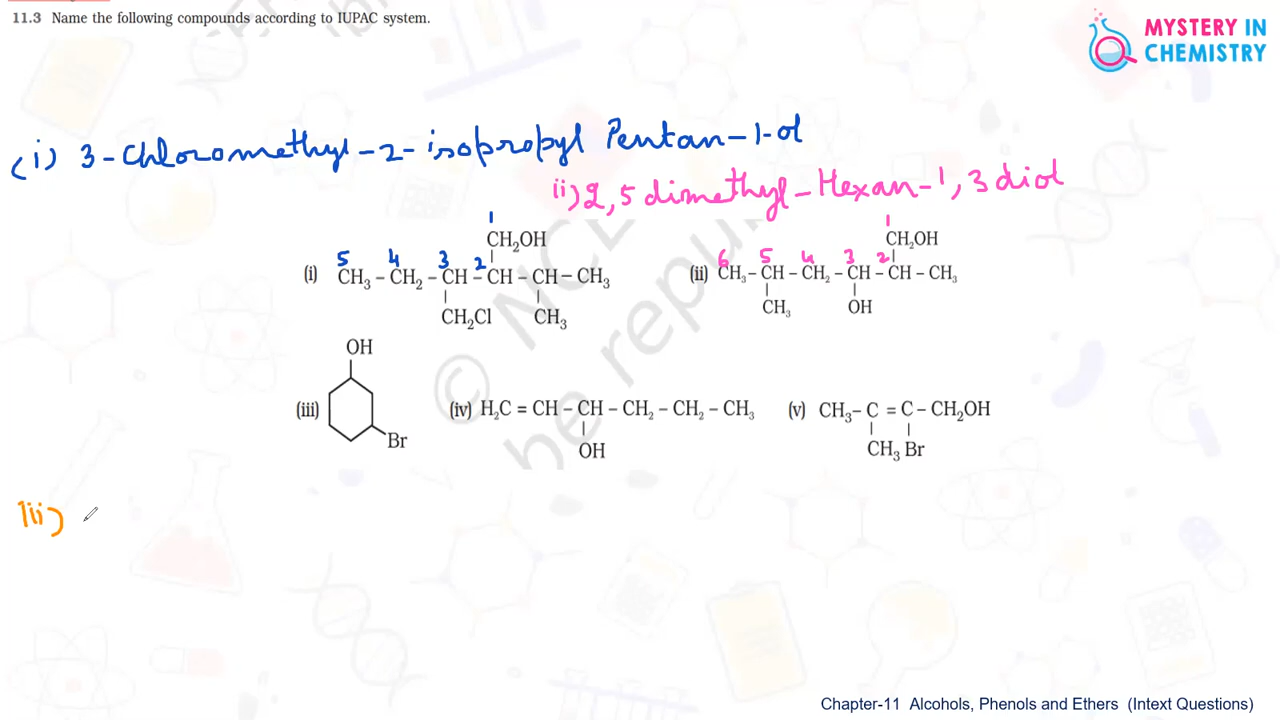 11.3 Name the following compounds according to IUPAC system.
MYSTERY IN
CHEMISTRY
(i) 3-Chloromethyl-2-isopropyl Pentan-1-ol
ii) 2,5 dimethyl-Hexan-1,3 diol
1
CH₂OH
5 4 3 2
(i) CH₃ – CH₂ – CH – CH – CH – CH₃
CH₂Cl CH₃
1
CH₂OH
6 5 4 3 2
(ii) CH₃ – CH – CH₂ – CH – CH – CH₃
CH₃ OH
OH
(iii)
Br
(iv) H₂C = CH – CH – CH₂ – CH₂ – CH₃
OH
(v) CH₃ – C = C – CH₂OH
CH₃ Br
iii)
© NCE
be repu
Chapter-11 Alcohols, Phenols and Ethers (Intext Questions)